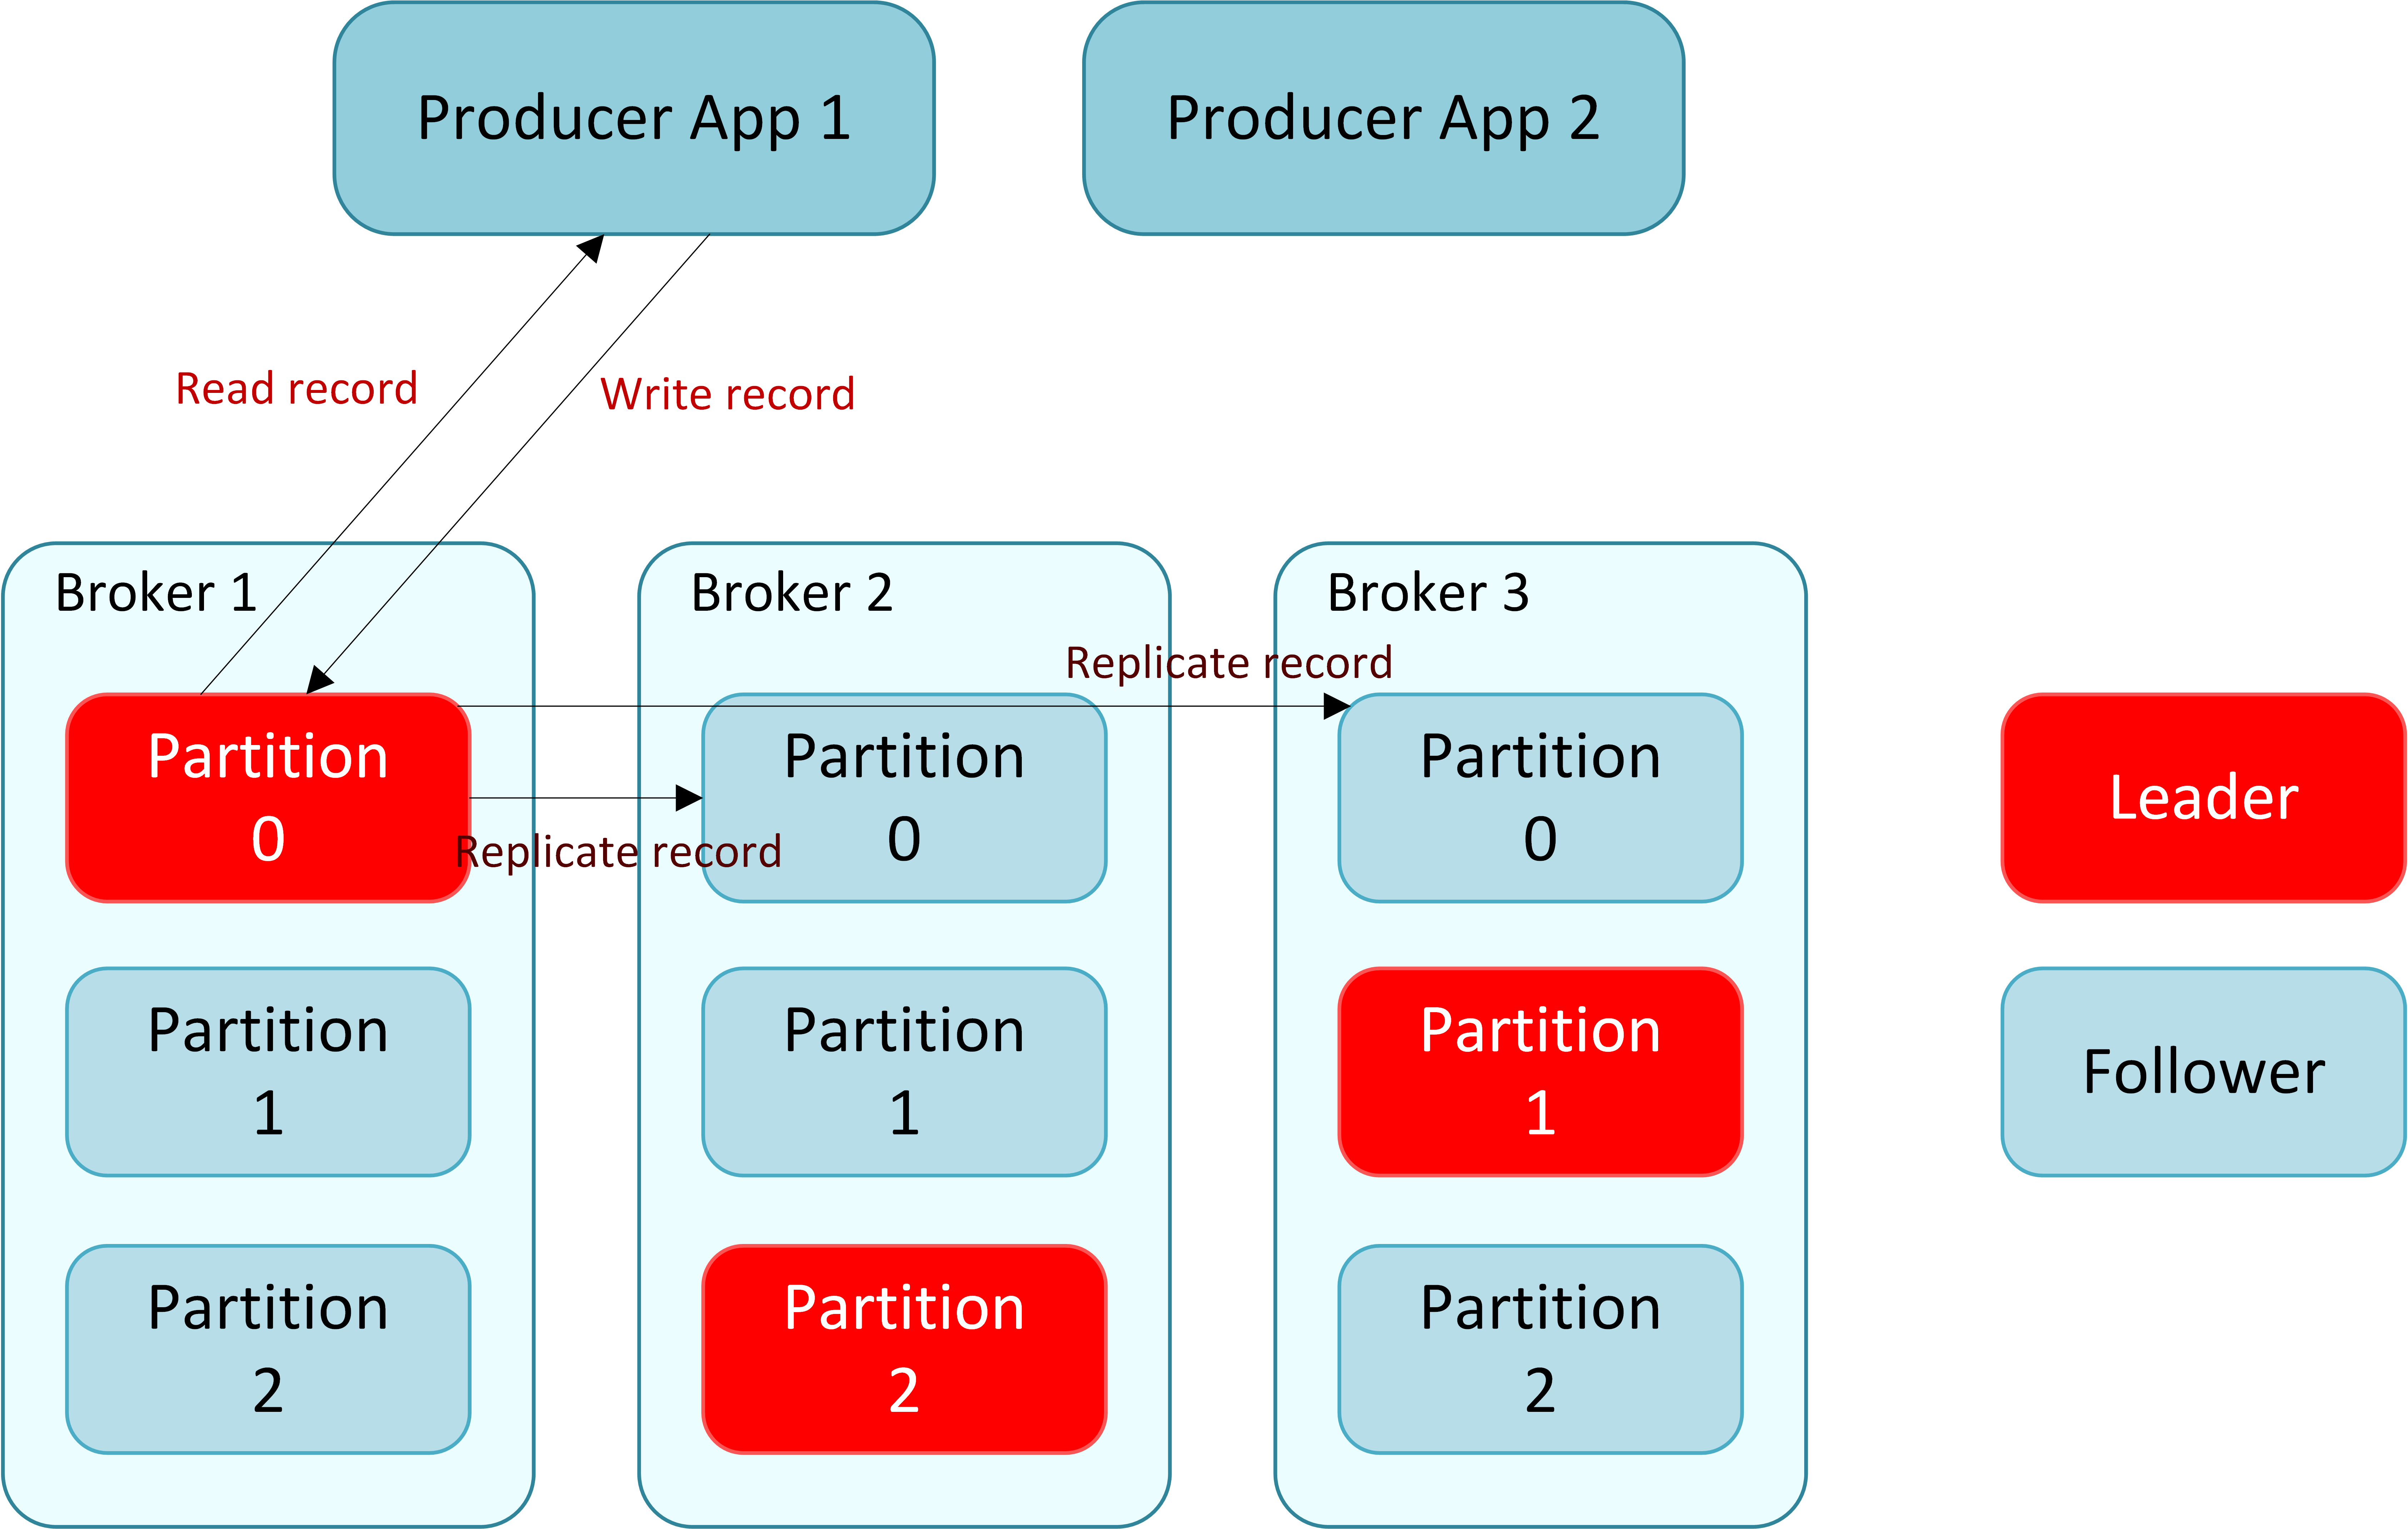 Producer App 1
Producer App 2
Read record
Write record
Broker 1
Broker 2
Broker 3
Replicate record
Partition
0
Replicate record
Partition
0
Partition
0
Leader
Partition
1
Partition
1
Partition
1
Follower
Partition
2
Partition
2
Partition
2